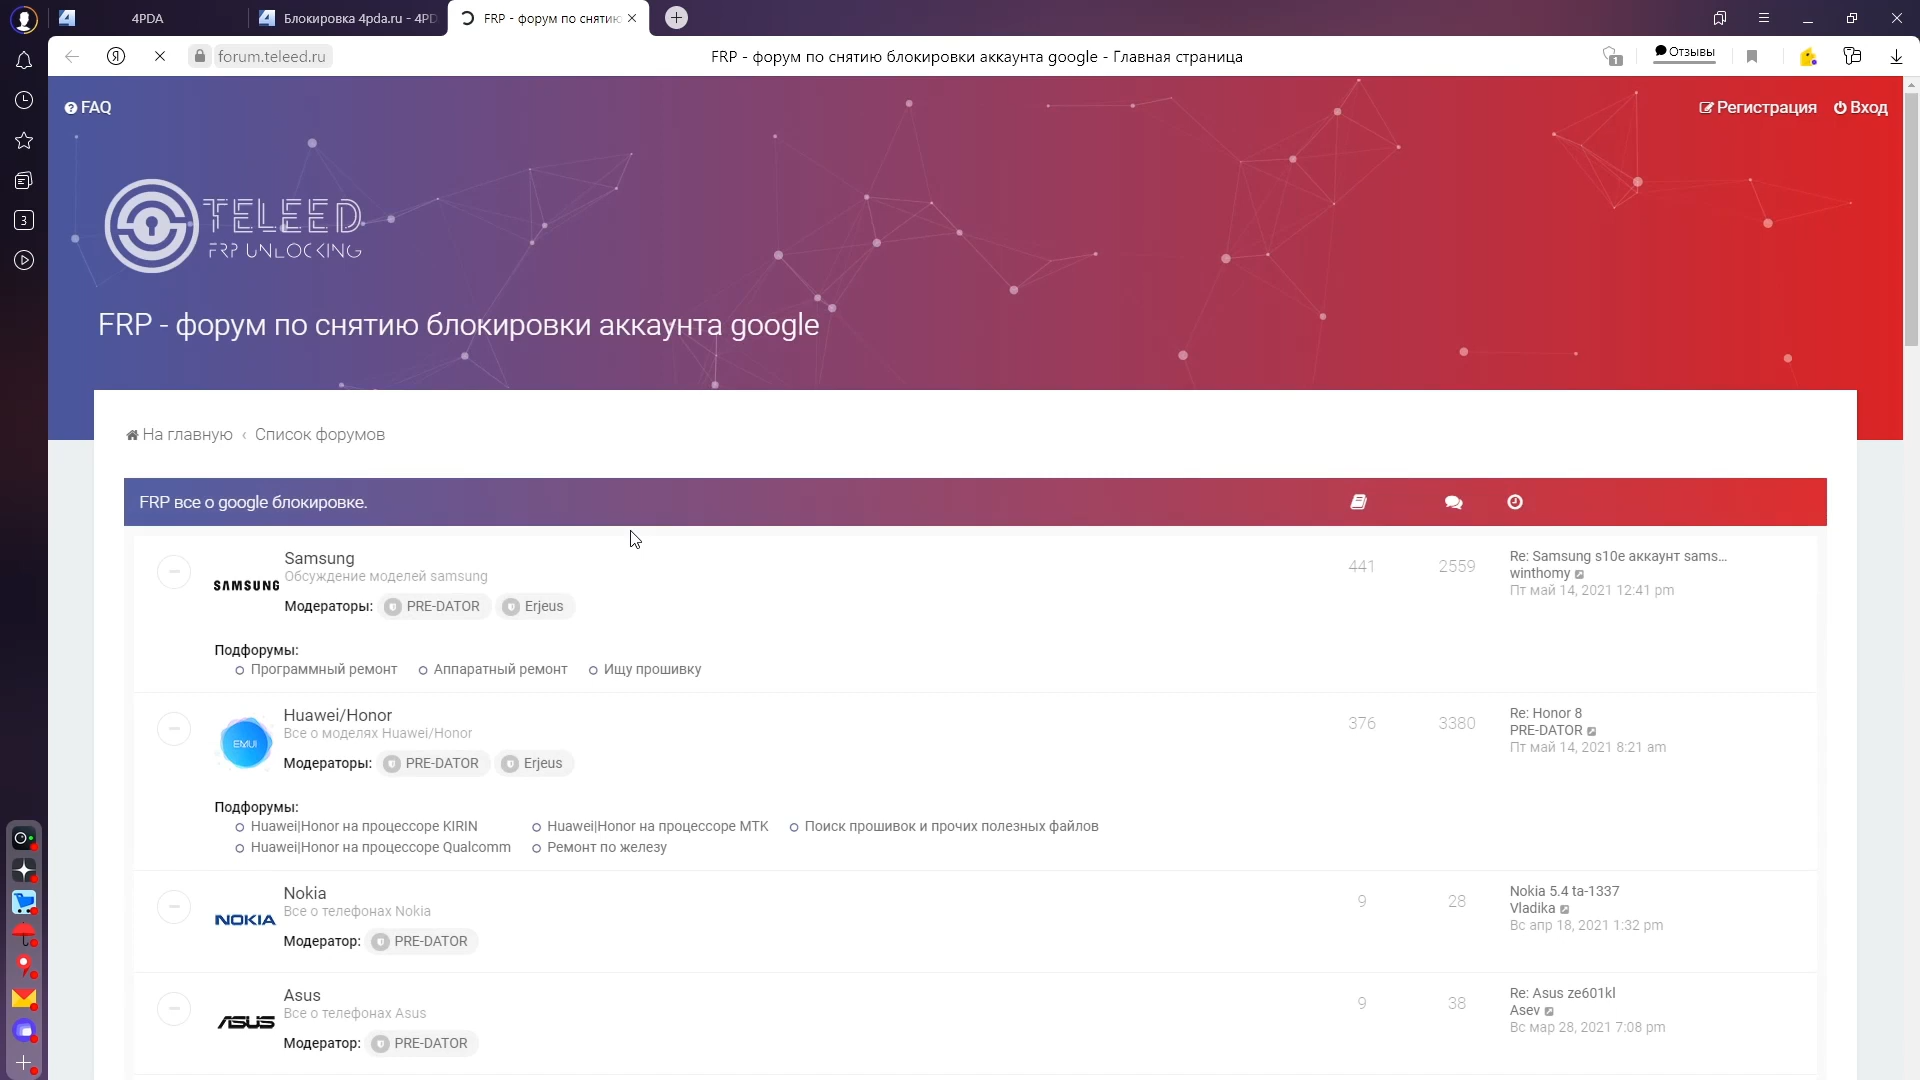 4PDA
Блокировка 4pda.ru - 4PD
FRP - форум по снятию
forum.teleed.ru
FRP - форум по снятию блокировки аккаунта google - Главная страница
1
Отзывы
3
FAQ
Регистрация
Вход
TELEED
FRP UNLOCKING
FRP - форум по снятию блокировки аккаунта google
На главную ‹ Список форумов
FRP все о google блокировке.
SAMSUNG
Samsung
Обсуждение моделей samsung
Модераторы: PRE-DATOR Erjeus
Подфорумы:
Программный ремонт Аппаратный ремонт Ищу прошивку
441
2559
Re: Samsung s10e аккаунт sams...
winthomy
Пт май 14, 2021 12:41 pm
EMUI
Huawei/Honor
Все о моделях Huawei/Honor
Модераторы: PRE-DATOR Erjeus
Подфорумы:
Huawei|Honor на процессоре KIRIN Huawei|Honor на процессоре MTK Поиск прошивок и прочих полезных файлов
Huawei|Honor на процессоре Qualcomm Ремонт по железу
376
3380
Re: Honor 8
PRE-DATOR
Пт май 14, 2021 8:21 am
NOKIA
Nokia
Все о телефонах Nokia
Модератор: PRE-DATOR
9
28
Nokia 5.4 ta-1337
Vladika
Вс апр 18, 2021 1:32 pm
ASUS
Asus
Все о телефонах Asus
Модератор: PRE-DATOR
9
38
Re: Asus ze601kl
Asev
Вс мар 28, 2021 7:08 pm